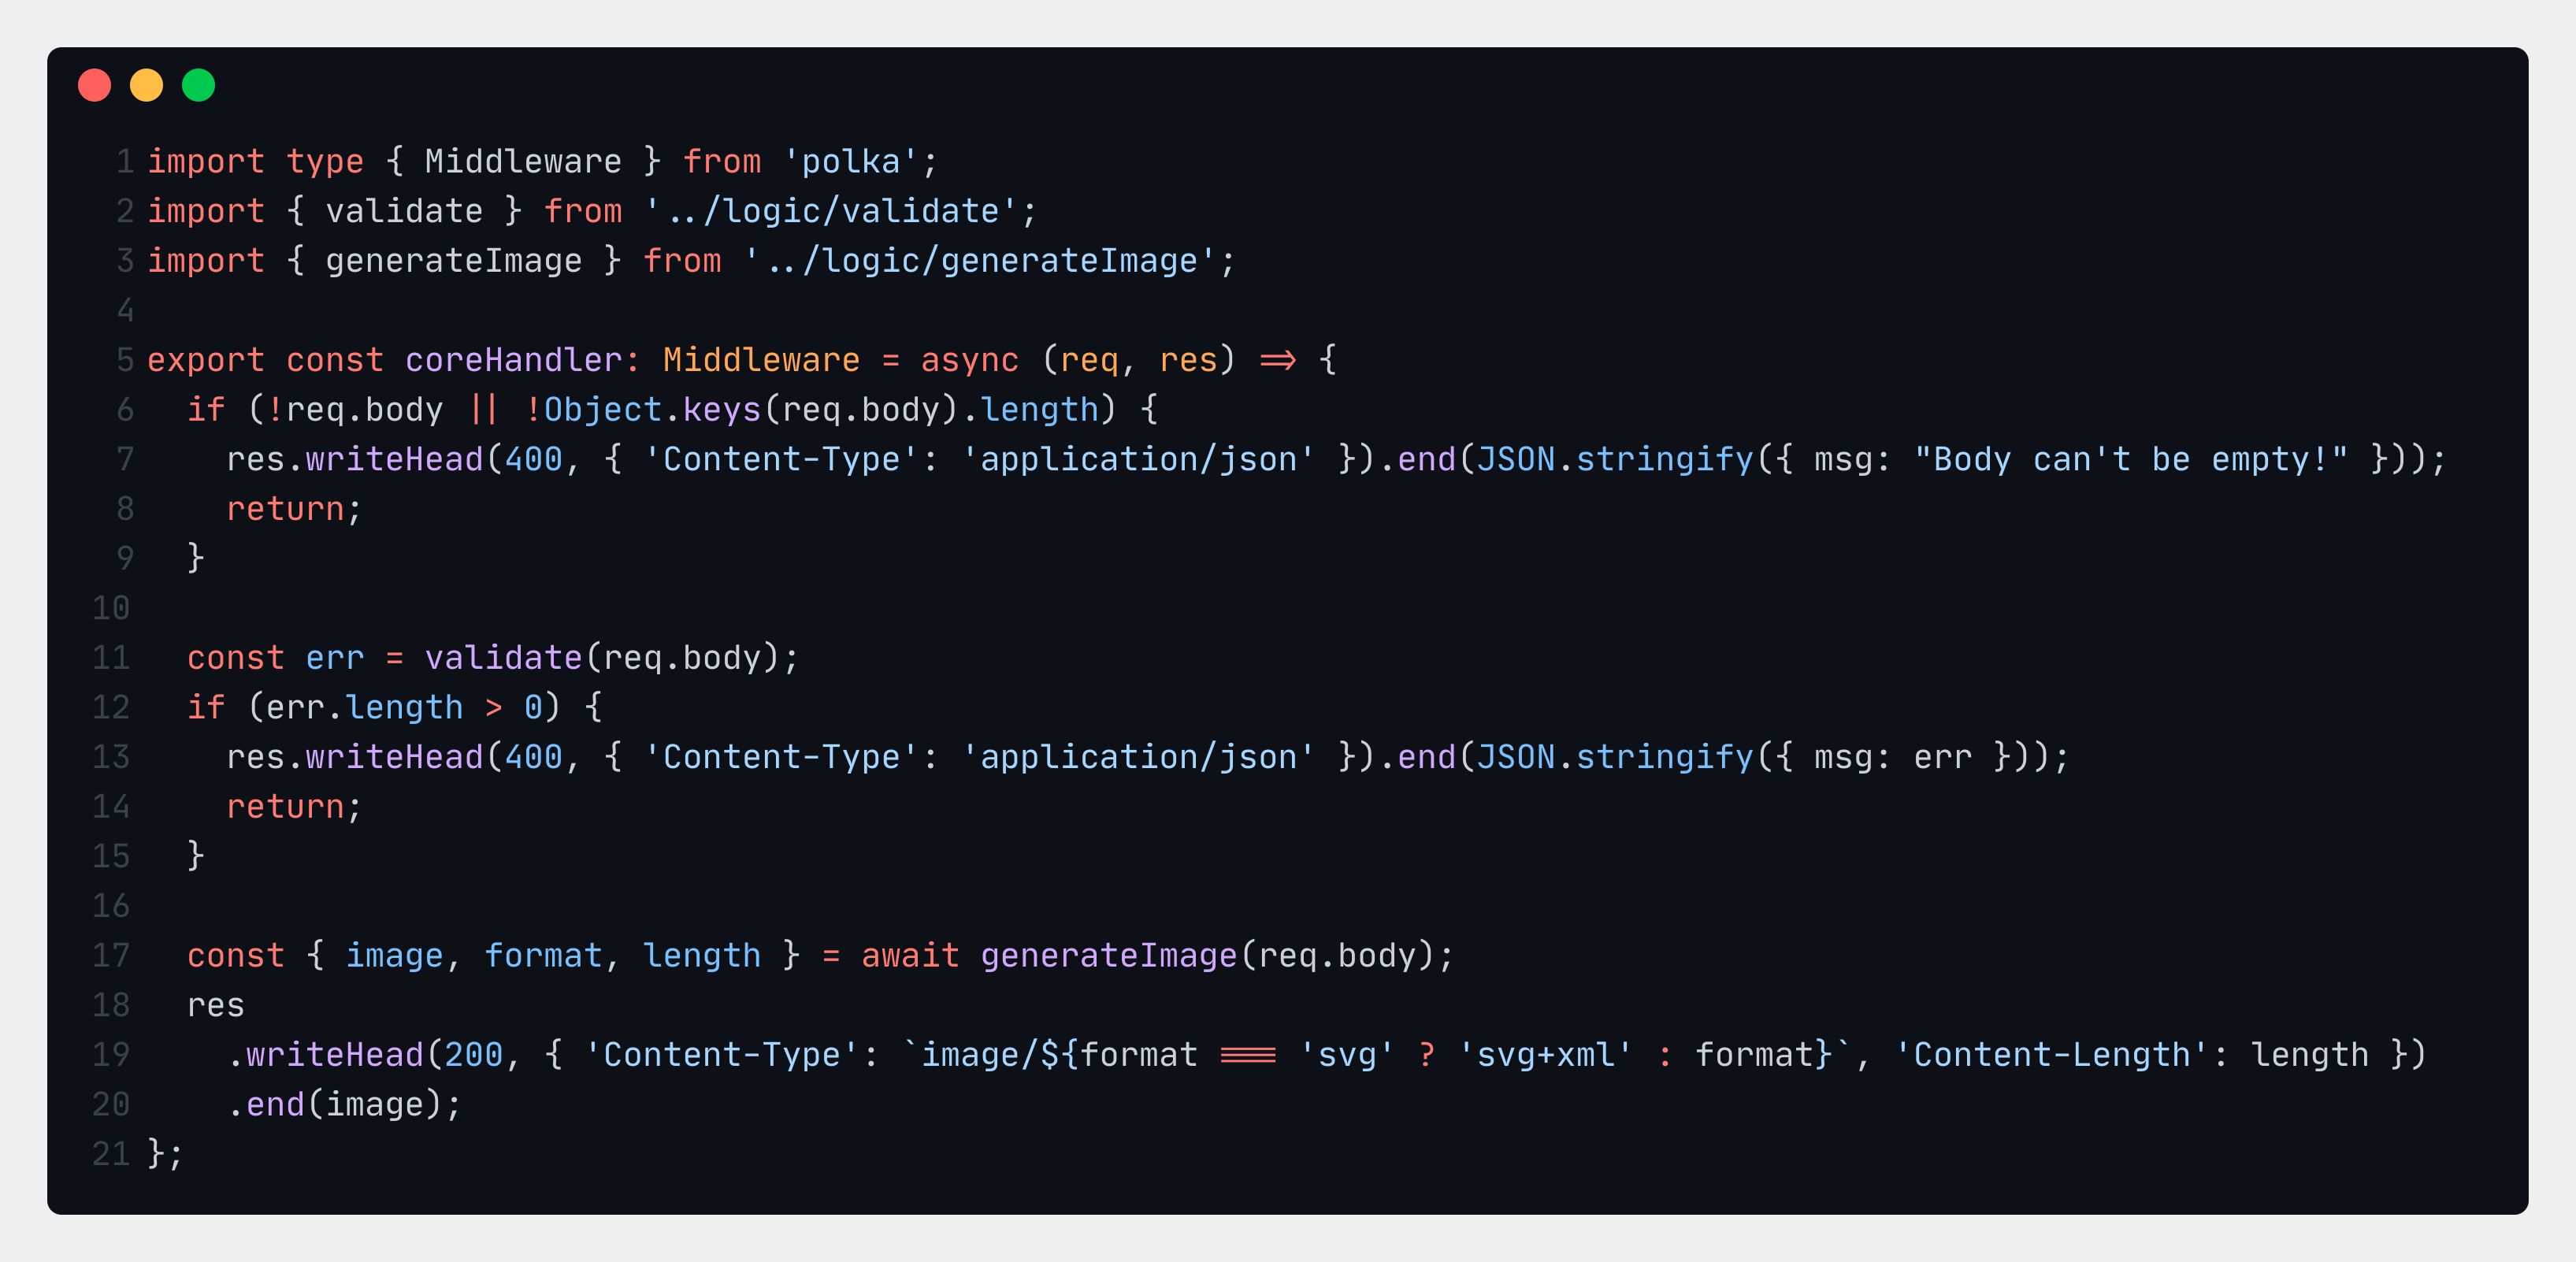 1 import type { Middleware } from 'polka';
2 import { validate } from '../logic/validate';
3 import { generateImage } from '../logic/generateImage';
4
5 export const coreHandler: Middleware = async (req, res) => {
6   if (!req.body || !Object.keys(req.body).length) {
7     res.writeHead(400, { 'Content-Type': 'application/json' }).end(JSON.stringify({ msg: "Body can't be empty!" }));
8     return;
9   }
10
11   const err = validate(req.body);
12   if (err.length > 0) {
13     res.writeHead(400, { 'Content-Type': 'application/json' }).end(JSON.stringify({ msg: err }));
14     return;
15   }
16
17   const { image, format, length } = await generateImage(req.body);
18   res
19     .writeHead(200, { 'Content-Type': `image/${format === 'svg' ? 'svg+xml' : format}`, 'Content-Length': length })
20     .end(image);
21 };